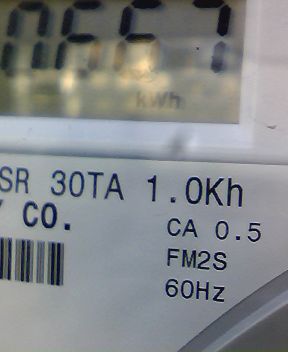 kWh
SR 30TA 1.0Kh
Y CO.
CA 0.5
FM2S
60Hz